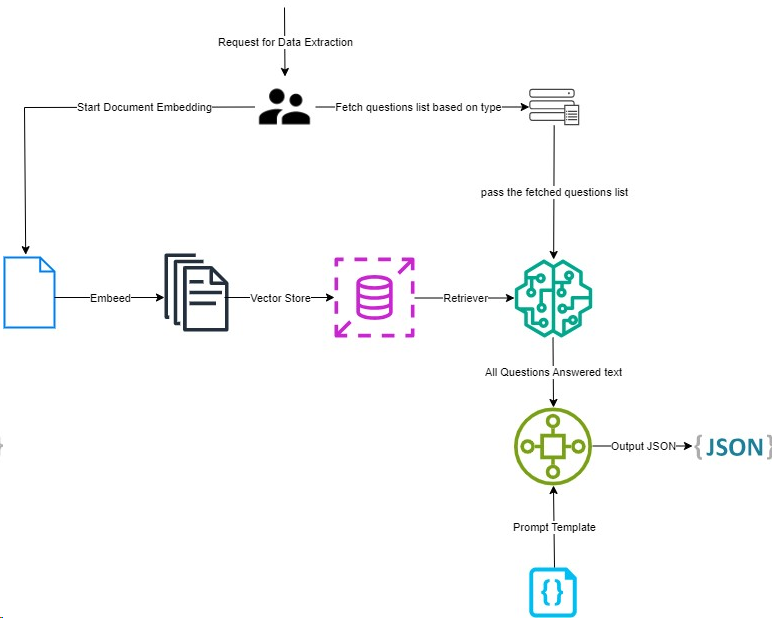 Request for Data Extraction
Start Document Embedding
Fetch questions list based on type
pass the fetched questions list
Embeed
Vector Store
Retriever
All Questions Answered text
Output JSON
{JSON}
Prompt Template
{}